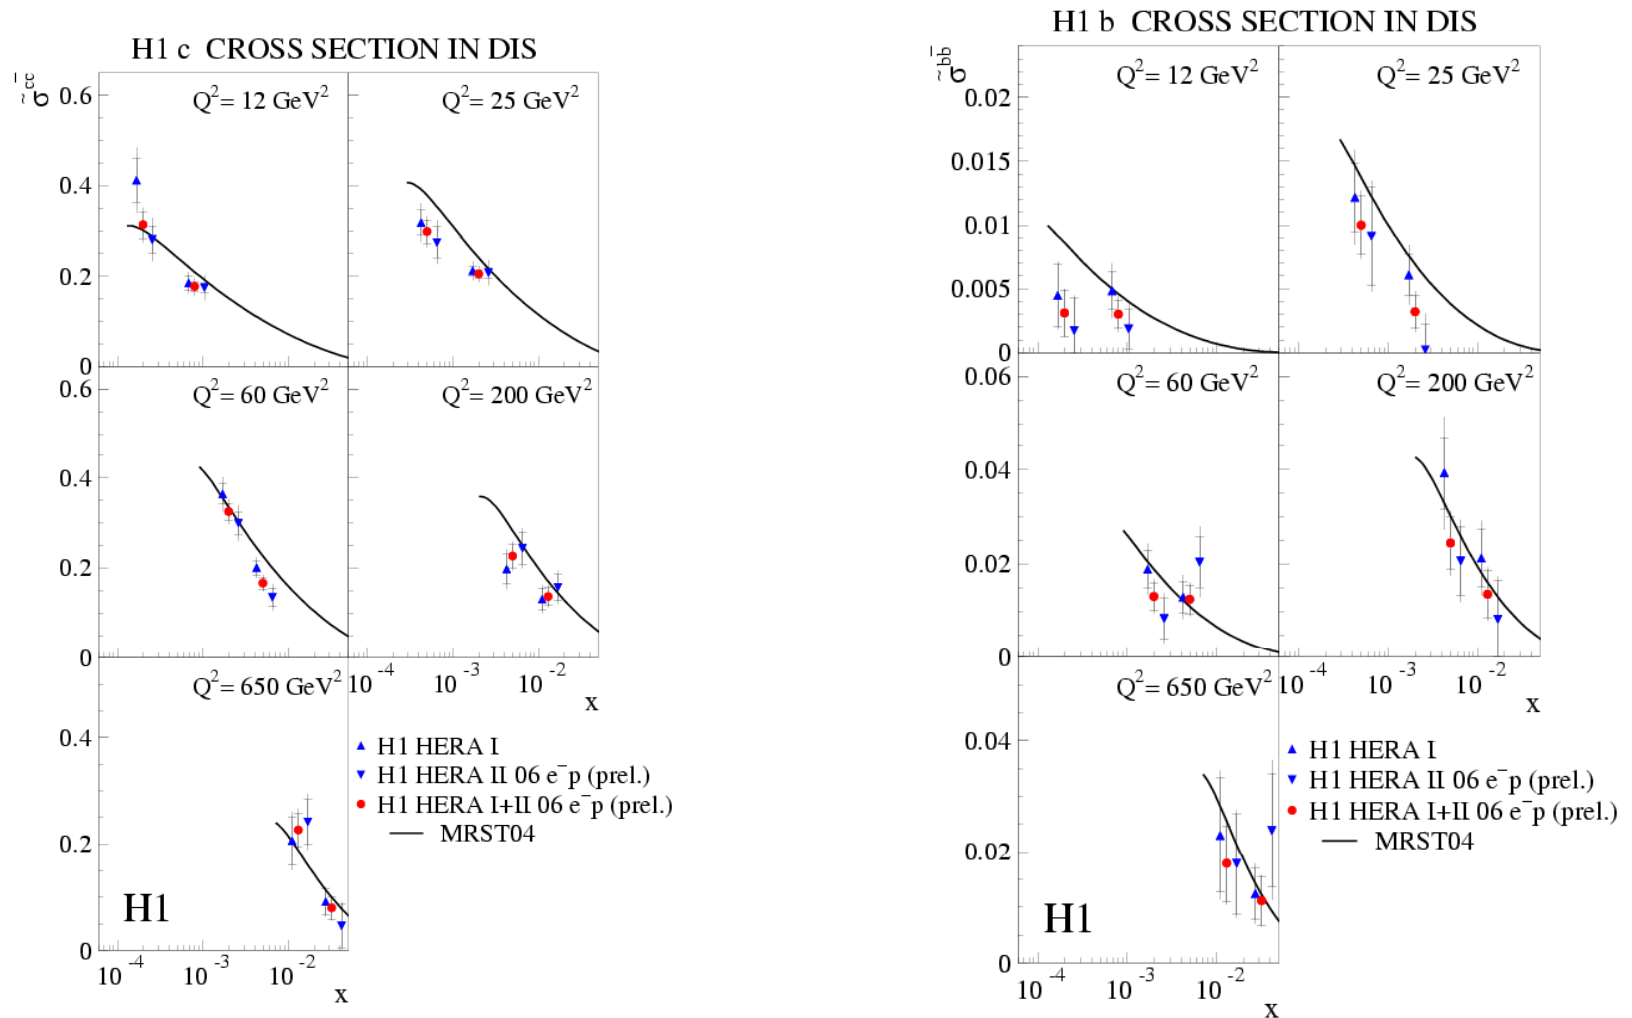 H1 c CROSS SECTION IN DIS
σ̃^cc̄
Q²= 12 GeV²
Q²= 25 GeV²
0.6
0.4
0.2
0
Q²= 60 GeV²
Q²= 200 GeV²
0.6
0.4
0.2
0
Q²= 650 GeV²
10⁻⁴ 10⁻³ 10⁻²
x
0.4
0.2
0
H1 HERA I
H1 HERA II 06 e⁻p (prel.)
H1 HERA I+II 06 e⁻p (prel.)
MRST04
H1
10⁻⁴ 10⁻³ 10⁻²
x
H1 b CROSS SECTION IN DIS
σ̃^bb̄
Q²= 12 GeV²
Q²= 25 GeV²
0.02
0.015
0.01
0.005
0
Q²= 60 GeV²
Q²= 200 GeV²
0.06
0.04
0.02
0
Q²= 650 GeV²
10⁻⁴ 10⁻³ 10⁻²
x
0.04
0.02
0
H1 HERA I
H1 HERA II 06 e⁻p (prel.)
H1 HERA I+II 06 e⁻p (prel.)
MRST04
H1
10⁻⁴ 10⁻³ 10⁻²
x